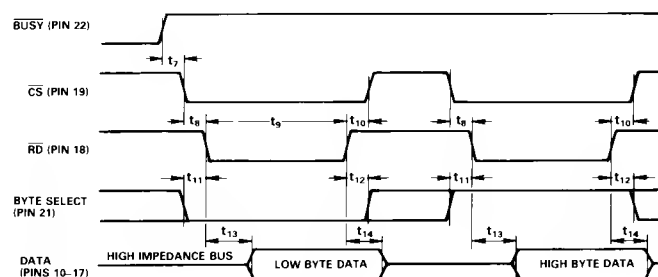 BUSY (PIN 22)
t7
CS (PIN 19)
t8 t9 t10 t8 t10
RD (PIN 18)
t11 t12 t11 t12
BYTE SELECT
(PIN 21)
t13 t14 t13 t14
DATA
(PINS 10–17)
HIGH IMPEDANCE BUS
LOW BYTE DATA
HIGH BYTE DATA